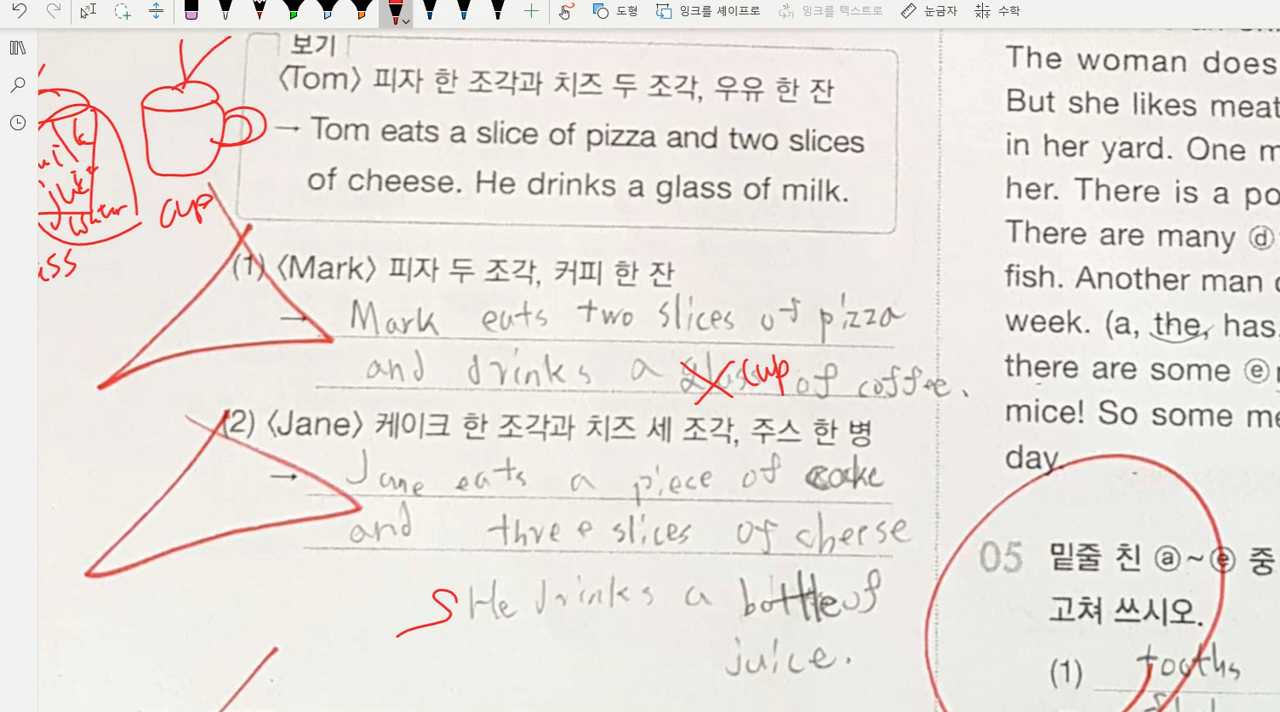 도형 잉크를 셰이프로 잉크를 텍스트로 눈금자 수학
보기
<Tom> 피자 한 조각과 치즈 두 조각, 우유 한 잔
→ Tom eats a slice of pizza and two slices
of cheese. He drinks a glass of milk.
cup
(1) <Mark> 피자 두 조각, 커피 한 잔
→ Mark eats two slices of pizza
and drinks a cup of coffee.
(2) <Jane> 케이크 한 조각과 치즈 세 조각, 주스 한 병
→ Jane eats a piece of cake
and three slices of cheese
SHe drinks a bottle of
juice.
The woman does
But she likes meat
in her yard. One m
her. There is a po
There are many ⓓ
fish. Another man
week. (a, the, has,
there are some ⓔ
mice! So some me
day.
05 밑줄 친 ⓐ~ⓔ 중
고쳐 쓰시오.
(1) tooths